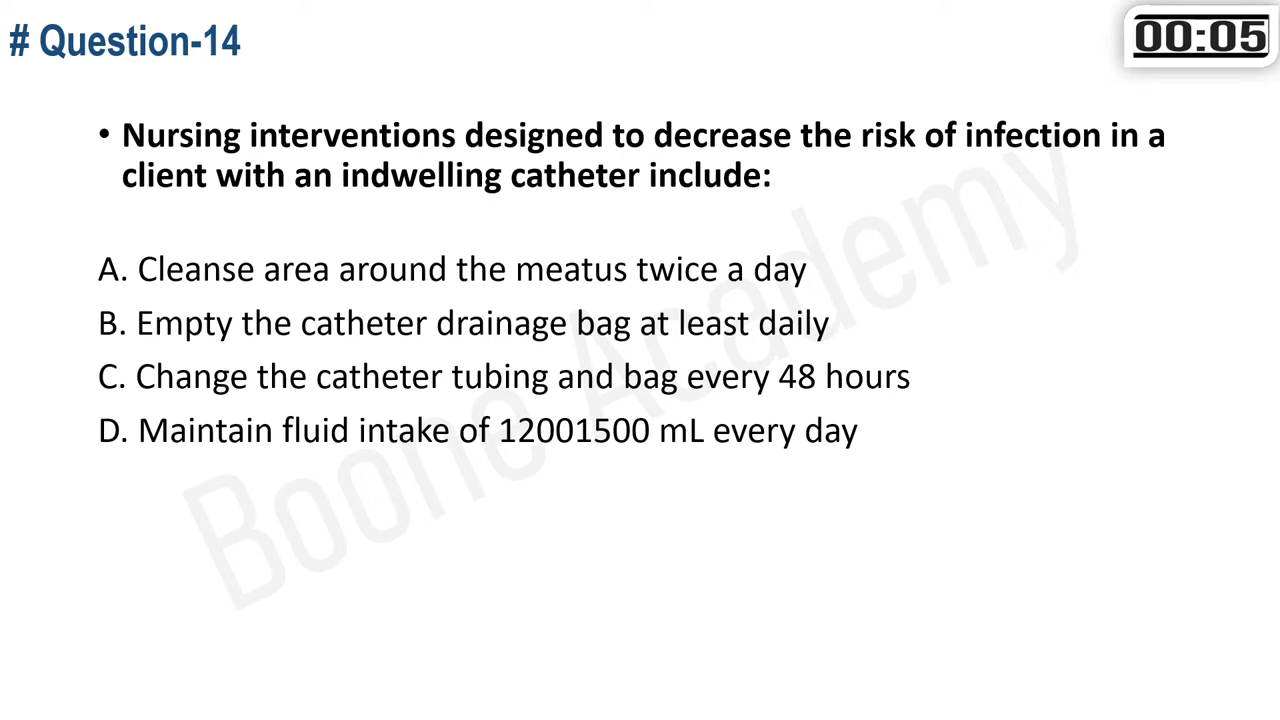 # Question-14
00:05
• Nursing interventions designed to decrease the risk of infection in a
client with an indwelling catheter include:
A. Cleanse area around the meatus twice a day
B. Empty the catheter drainage bag at least daily
C. Change the catheter tubing and bag every 48 hours
D. Maintain fluid intake of 12001500 mL every day
Boone Academy